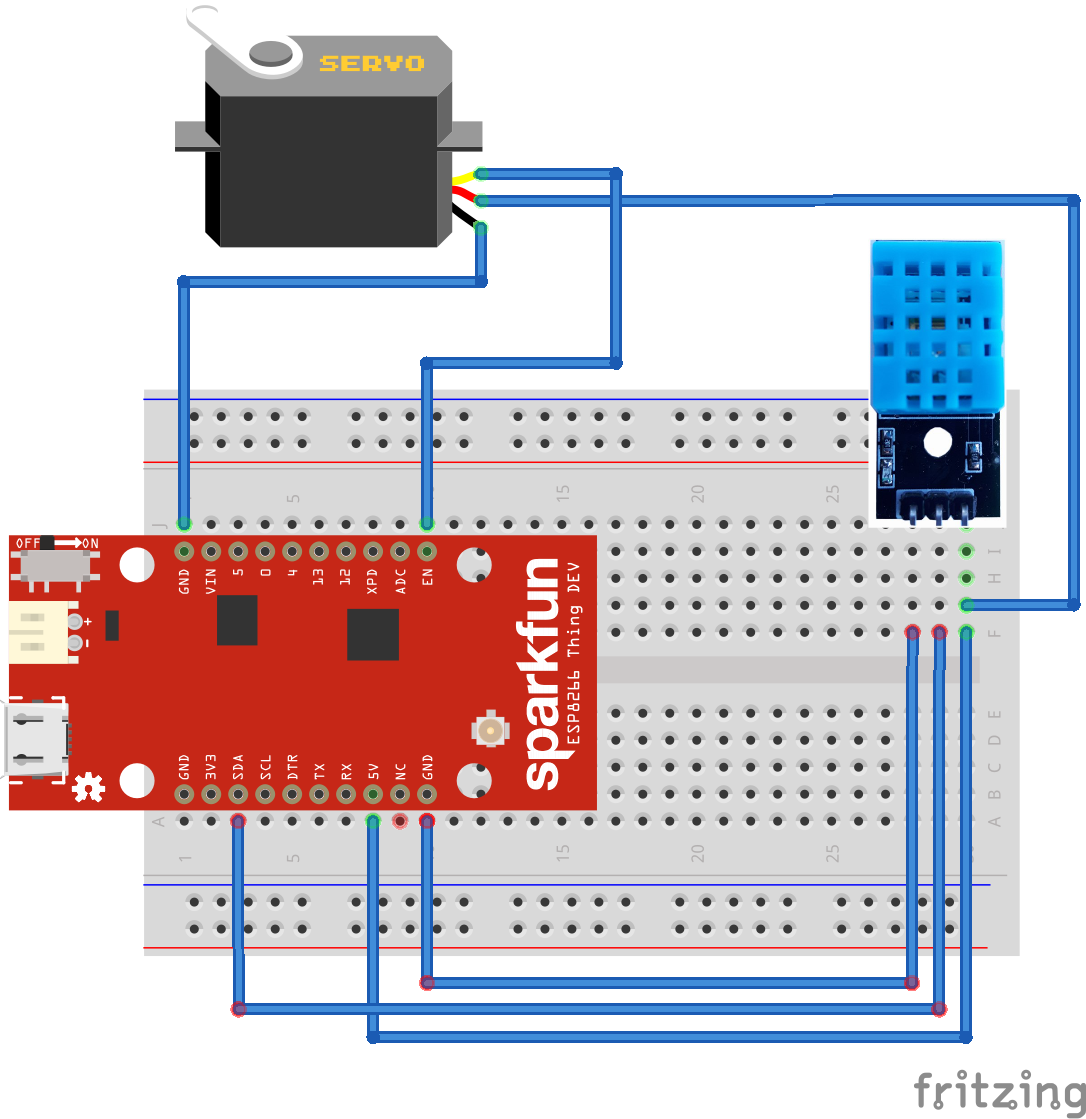 SERVO
5
15
20
25
J
I
H
F
OFF
ON
GND
VIN
5
0
4
13
12
XPD
ADC
EN
+
-
sparkfun
ESP8266 Thing DEV
GND
3V3
SDA
SCL
DTR
TX
RX
5V
NC
GND
E
D
C
B
A
A
1
5
15
20
25
fritzing